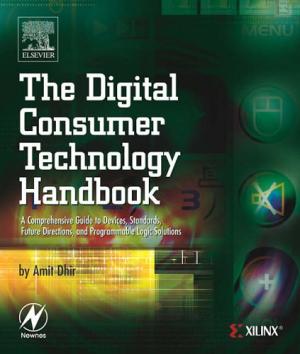 MENU
ELSEVIER
The Digital
Consumer
Technology
Handbook
3
A Comprehensive Guide to Devices, Standards,
Future Directions, and Programmable Logic Solutions
by Amit Dhir
Newnes
XILINX®